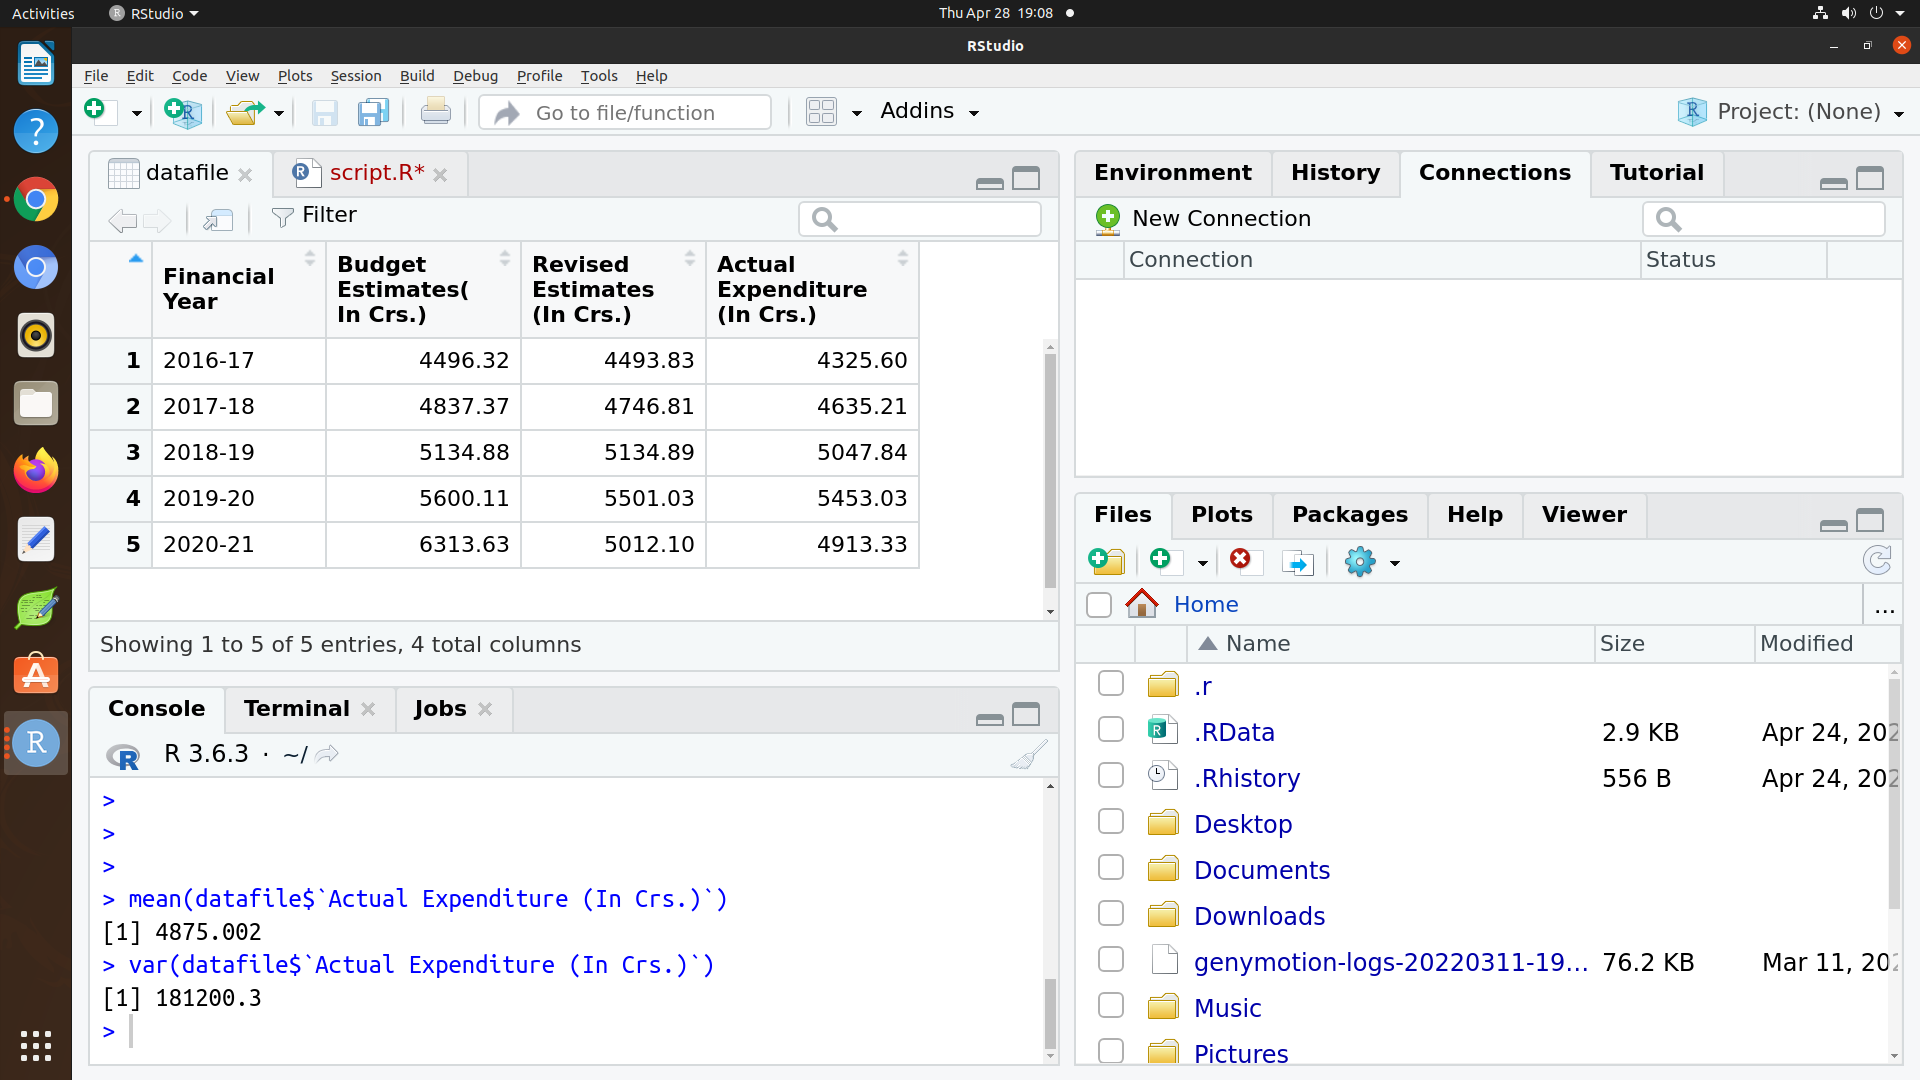 Activities RStudio Thu Apr 28 19:08
RStudio
File Edit Code View Plots Session Build Debug Profile Tools Help
Go to file/function Addins Project: (None)
datafile script.R*
Filter
Financial Year Budget Estimates( In Crs.) Revised Estimates (In Crs.) Actual Expenditure (In Crs.)
1 2016-17 4496.32 4493.83 4325.60
2 2017-18 4837.37 4746.81 4635.21
3 2018-19 5134.88 5134.89 5047.84
4 2019-20 5600.11 5501.03 5453.03
5 2020-21 6313.63 5012.10 4913.33
Showing 1 to 5 of 5 entries, 4 total columns
Console Terminal Jobs
R 3.6.3 · ~/
>
>
>
> mean(datafile$`Actual Expenditure (In Crs.)`)
[1] 4875.002
> var(datafile$`Actual Expenditure (In Crs.)`)
[1] 181200.3
>
Environment History Connections Tutorial
New Connection
Connection Status
Files Plots Packages Help Viewer
Home ...
Name Size Modified
.r
.RData 2.9 KB Apr 24, 202
.Rhistory 556 B Apr 24, 202
Desktop
Documents
Downloads
genymotion-logs-20220311-19... 76.2 KB Mar 11, 202
Music
Pictures